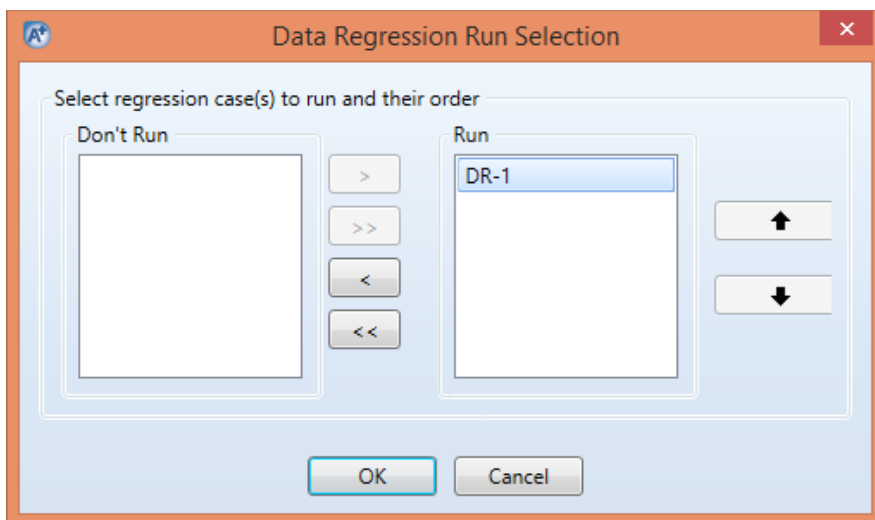 Data Regression Run Selection
Select regression case(s) to run and their order
Don't Run
Run
DR-1
>
>>
<
<<
OK
Cancel